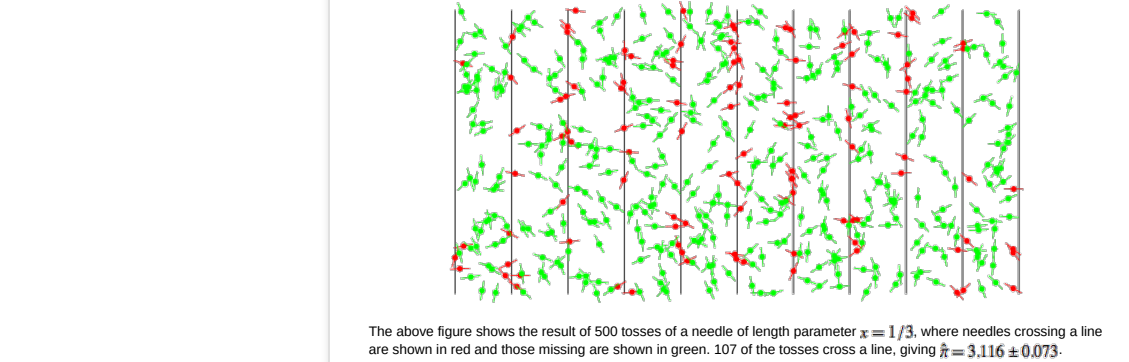 The above figure shows the result of 500 tosses of a needle of length parameter x = 1/3, where needles crossing a line
are shown in red and those missing are shown in green. 107 of the tosses cross a line, giving π̂ = 3.116 ± 0.073.